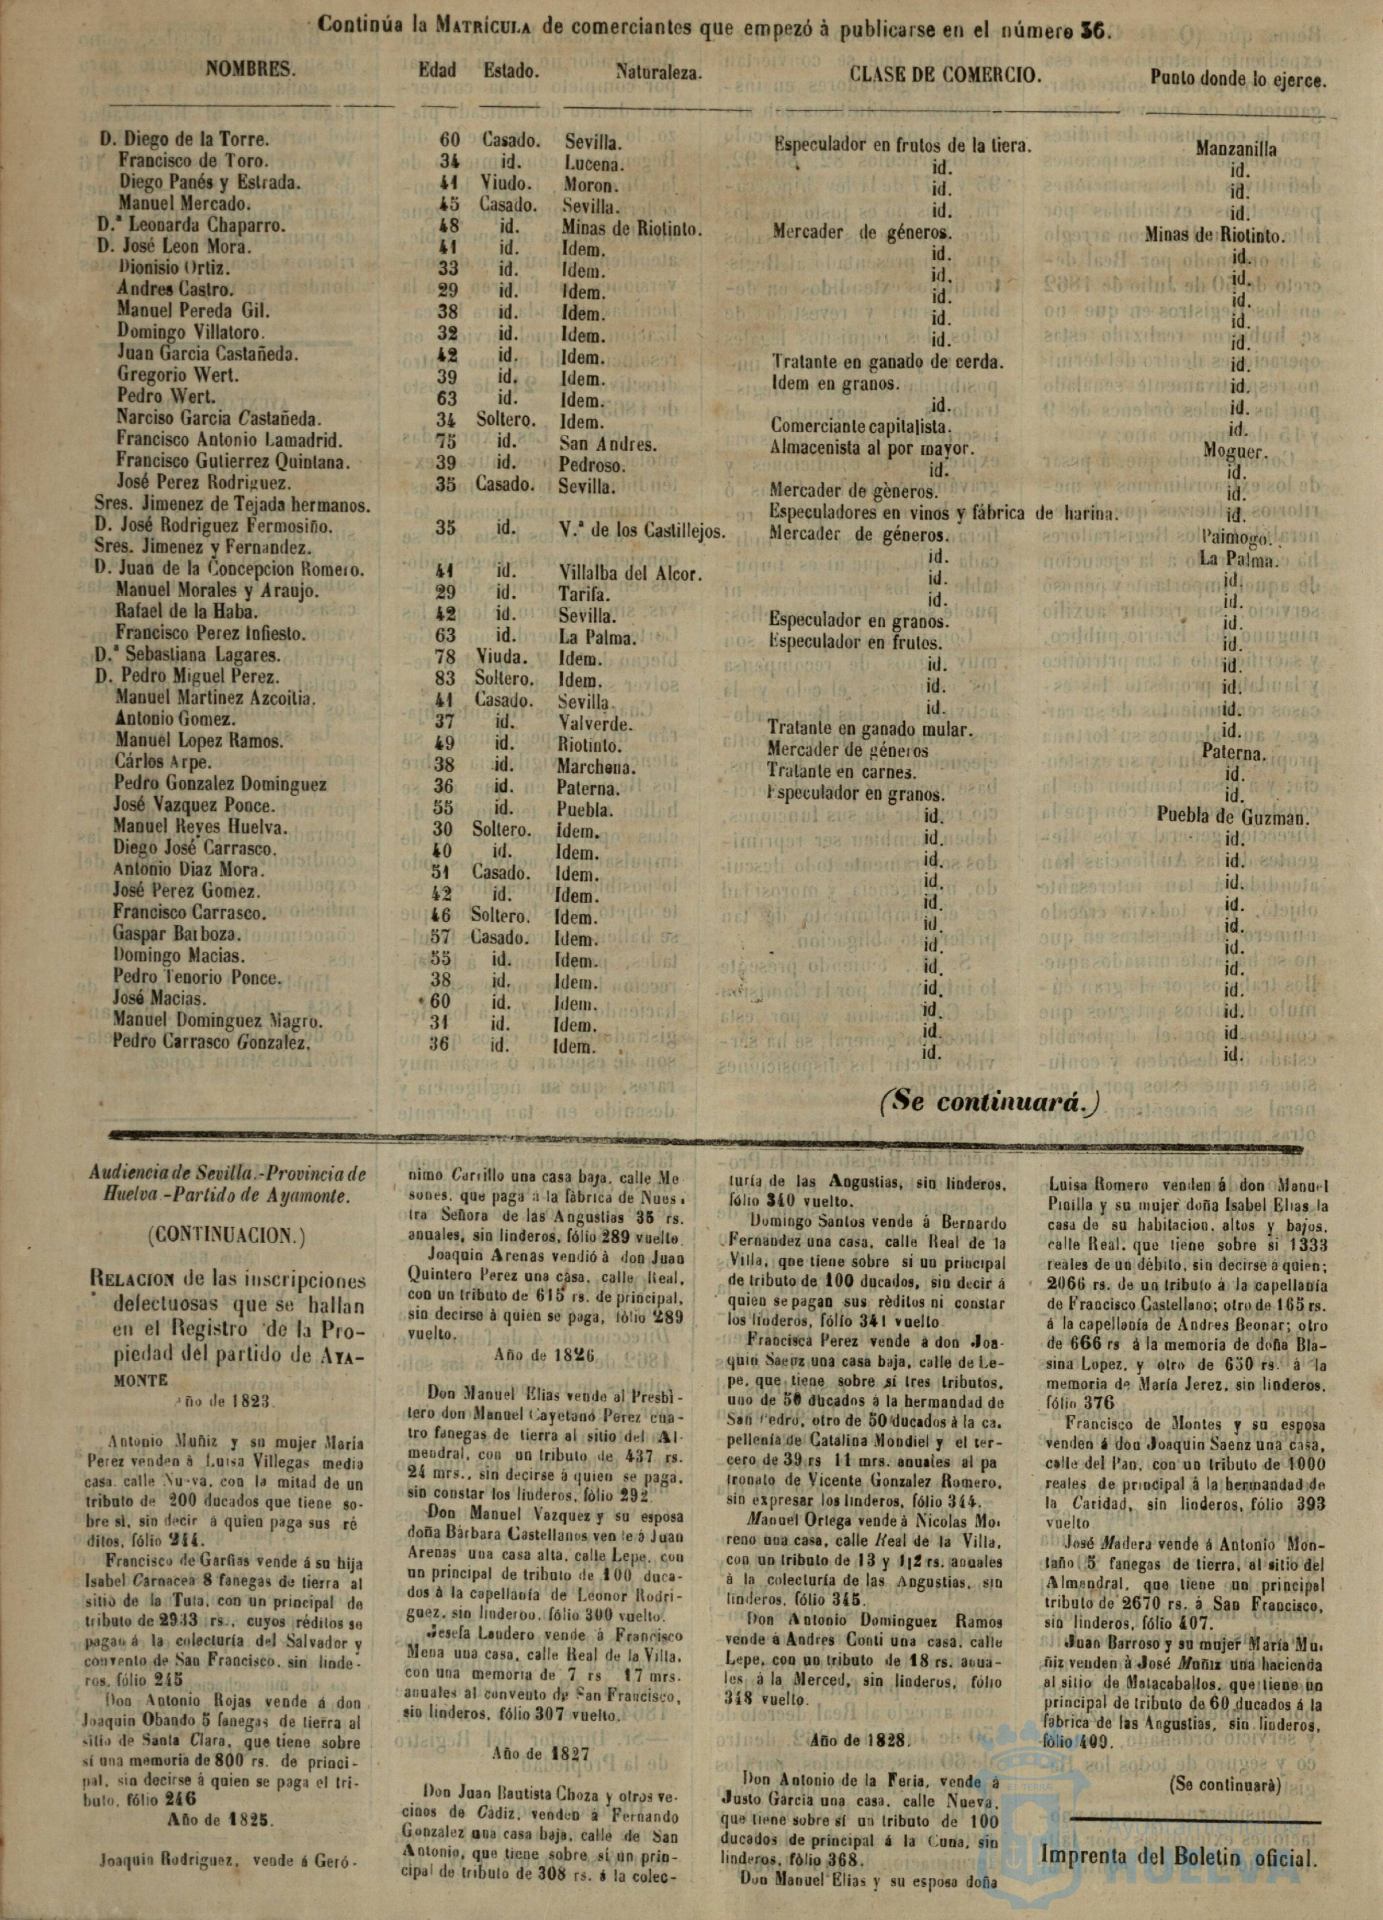 Continúa la MATRÍCULA de comerciantes que empezó à publicarse en el número 36.
NOMBRES. Edad Estado. Naturaleza. CLASE DE COMERCIO. Punto donde lo ejerce.
D. Diego de la Torre. 60 Casado. Sevilla. Especulador en frutos de la tiera. Manzanilla
Francisco de Toro. 34 id. Lucena. id. id.
Diego Panés y Estrada. 41 Viudo. Moron. id. id.
Manuel Mercado. 45 Casado. Sevilla. id. id.
D.ª Leonarda Chaparro. 48 id. Minas de Riotinto. Mercader de géneros. Minas de Riotinto.
D. José Leon Mora. 41 id. Idem. id. id.
Dionisio Ortiz. 33 id. Idem. id. id.
Andres Castro. 29 id. Idem. id. id.
Manuel Pereda Gil. 38 id. Idem. id. id.
Domingo Villatoro. 32 id. Idem. id. id.
Juan Garcia Castañeda. 42 id. Idem. Tratante en ganado de cerda. id.
Gregorio Wert. 39 id. Idem. Idem en granos. id.
Pedro Wert. 63 id. Idem. id. id.
Narciso Garcia Castañeda. 34 Soltero. Idem. Comerciante capitalista. id.
Francisco Antonio Lamadrid. 75 id. San Andres. Almacenista al por mayor. Moguer.
Francisco Gutierrez Quintana. 39 id. Pedroso. id. id.
José Perez Rodriguez. 35 Casado. Sevilla. Mercader de gèneros. id.
Sres. Jimenez de Tejada hermanos. Especuladores en vinos y fábrica de harina. id.
D. José Rodriguez Fermosiño. 35 id. V.ª de los Castillejos. Mercader de géneros. Paimogo.
Sres. Jimenez y Fernandez. id. La Palma.
D. Juan de la Concepcion Romero. 41 id. Villalba del Alcor. id. id.
Manuel Morales y Araujo. 29 id. Tarifa. id. id.
Rafael de la Haba. 42 id. Sevilla. Especulador en granos. id.
Francisco Perez Infiesto. 63 id. La Palma. Especulador en frutos. id.
D.ª Sebastiana Lagares. 78 Viuda. Idem. id. id.
D. Pedro Miguel Perez. 83 Soltero. Idem. id. id.
Manuel Martinez Azcoitia. 41 Casado. Sevilla. id. id.
Antonio Gomez. 37 id. Valverde. Tratante en ganado mular. id.
Manuel Lopez Ramos. 49 id. Riotinto. Mercader de géneros Paterna.
Cárlos Arpe. 38 id. Marchena. Tratante en carnes. id.
Pedro Gonzalez Dominguez 36 id. Paterna. Especulador en granos. id.
José Vazquez Ponce. 55 id. Puebla. id. Puebla de Guzman.
Manuel Reyes Huelva. 30 Soltero. Idem. id. id.
Diego José Carrasco. 40 id. Idem. id. id.
Antonio Diaz Mora. 51 Casado. Idem. id. id.
José Perez Gomez. 42 id. Idem. id. id.
Francisco Carrasco. 46 Soltero. Idem. id. id.
Gaspar Barboza. 57 Casado. Idem. id. id.
Domingo Macias. 55 id. Idem. id. id.
Pedro Tenorio Ponce. 38 id. Idem. id. id.
José Macias. 60 id. Idem. id. id.
Manuel Dominguez Magro. 31 id. Idem. id. id.
Pedro Carrasco Gonzalez. 36 id. Idem. id. id.
(Se continuará.)
Audiencia de Sevilla.-Provincia de
Huelva -Partido de Ayamonte.
(CONTINUACION.)
RELACION de las inscripciones
defectuosas que se hallan
en el Registro de la Pro-
piedad del partido de AYA-
MONTE
Año de 1823.
Antonio Muñiz y su mujer María
Perez venden à Luisa Villegas media
casa calle Nueva, con la mitad de un
tributo de 200 ducados que tiene so-
bre sì, sin decir á quien paga sus ré
ditos, fólio 244.
Francisco de Garfias vende á su hija
Isabel Carnacea 8 fanegas de tierra al
sitio de la Tuta, con un principal de
tributo de 2933 rs., cuyos réditos se
pagan á la colecturía del Salvador y
convento de San Francisco, sin linde-
ros, fólio 245
Don Antonio Rojas vende á don
Joaquin Obando 5 fanegas de tierra al
sitio de Santa Clara, que tiene sobre
sí una memoria de 800 rs. de princi-
pal, sin decirse á quien se paga el tri-
buto, fólio 246
Año de 1825.
Joaquin Rodriguez, vende á Geró-
nimo Carrillo una casa baja, calle Me
sones, que paga a la fàbrica de Nues
tra Señora de las Angustias 35 rs.
anuales, sin linderos, fólio 289 vuelto.
Joaquin Arenas vendió à don Juan
Quintero Perez una casa, calle Real,
con un tributo de 615 rs. de principal,
sin decirse à quien se paga, fólio 289
vuelto.
Año de 1826
Don Manuel Elias vende al Presbi-
tero don Manuel Cayetano Perez cua-
tro fanegas de tierra al sitio del Al-
mendral, con un tributo de 437 rs.
24 mrs., sin decirse á quien se paga,
sin constar los linderos, fólio 292
Don Manuel Vazquez y su esposa
doña Bárbara Castellanos venle á Juan
Arenas una casa alta, calle Lepe, con
un principal de tributo de 100 duca-
dos á la capellanía de Leonor Rodri-
guez, sin linderou, fólio 300 vuelto.
Josefa Landero vende á Francisco
Mena una casa, calle Real de la Villa,
con una memoria de 7 rs 17 mrs.
anuales al convento de San Francisco,
sin linderos, fólio 307 vuelto.
Año de 1827
Don Juan Bautista Choza y otros ve-
cinos de Càdiz, venden à Fernando
Gonzalez una casa baja, calle de San
Antonio, que tiene sobre sí un prin-
cipal de tributo de 308 rs. á la colec-
turía de las Angustias, sin linderos,
fólio 340 vuelto.
Domingo Santos vende á Bernardo
Fernandez una casa, calle Real de la
Villa, qne tiene sobre sí un principal
de tributo de 100 ducados, sin decir á
quien se pagan sus rèditos ni constar
los linderos, fólio 341 vuelto
Francisca Perez vende á don Joa-
quin Saenz una casa baja, calle de Le-
pe, que tiene sobre sí tres tributos,
uno de 50 ducados à la hermandad de
San Pedro, otro de 50 ducados à la ca.
pellenía de Catalina Mondiel y el ter-
cero de 39 rs 11 mrs. anuales al pa
tronato de Vicente Gonzalez Romero,
sin expresar los linderos, fólio 344.
Manuel Ortega vende á Nicolas Mo.
reno una casa, calle Real de la Villa,
con un tributo de 13 y 1¡2 rs. anuales
à la colecturía de las Angustias, sin
linderos, fólio 345.
Don Antonio Dominguez Ramos
vende á Andres Conti una casa, calle
Lepe, con un tributo de 18 rs. anua-
les á la Merced, sin linderos, fólio
348 vuelto.
Año de 1828.
Don Antonio de la Feria, vende à
Justo Garcia una casa, calle Nueva,
que tiene sobre sí un tributo de 100
ducados de principal á la Cuna, sin
linderos, fólio 368.
Don Manuel Elias y su esposa doña
Luisa Romero venden á don Manuel
Pinilla y su mujer doña Isabel Elias la
casa de su habitacion, altos y bajos,
calle Real, que tiene sobre si 1333
reales de un dèbito, sin decirse á quien;
2066 rs. de un tributo á la capellanía
de Francisco Castellano; otro de 165 rs.
á la capellanía de Andres Beonar; otro
de 666 rs á la memoria de doña Bla-
sina Lopez, y otro de 650 rs. á la
memoria de María Jerez, sin linderos,
fólio 376
Francisco de Montes y su esposa
venden á don Joaquin Saenz una casa,
calle del Pan, con un tributo de 1000
reales de principal á la hermandad de
la Caridad, sin linderos, fólio 393
vuelto
José Madera vende á Antonio Mon-
taño 5 fanegas de tierra, al sitio del
Almendral, que tiene un principal
tributo de 2670 rs. á San Francisco,
sin linderos, fólio 407.
Juan Barroso y su mujer María Mu.
ñiz venden à José Muñiz una hacienda
al sitio de Matacaballos, que tiene un
principal de tributo de 60 ducados á la
fàbrica de las Angustias, sin linderos,
fólio 409.
(Se continuarà)
Imprenta del Boletin oficial.
HUELVA